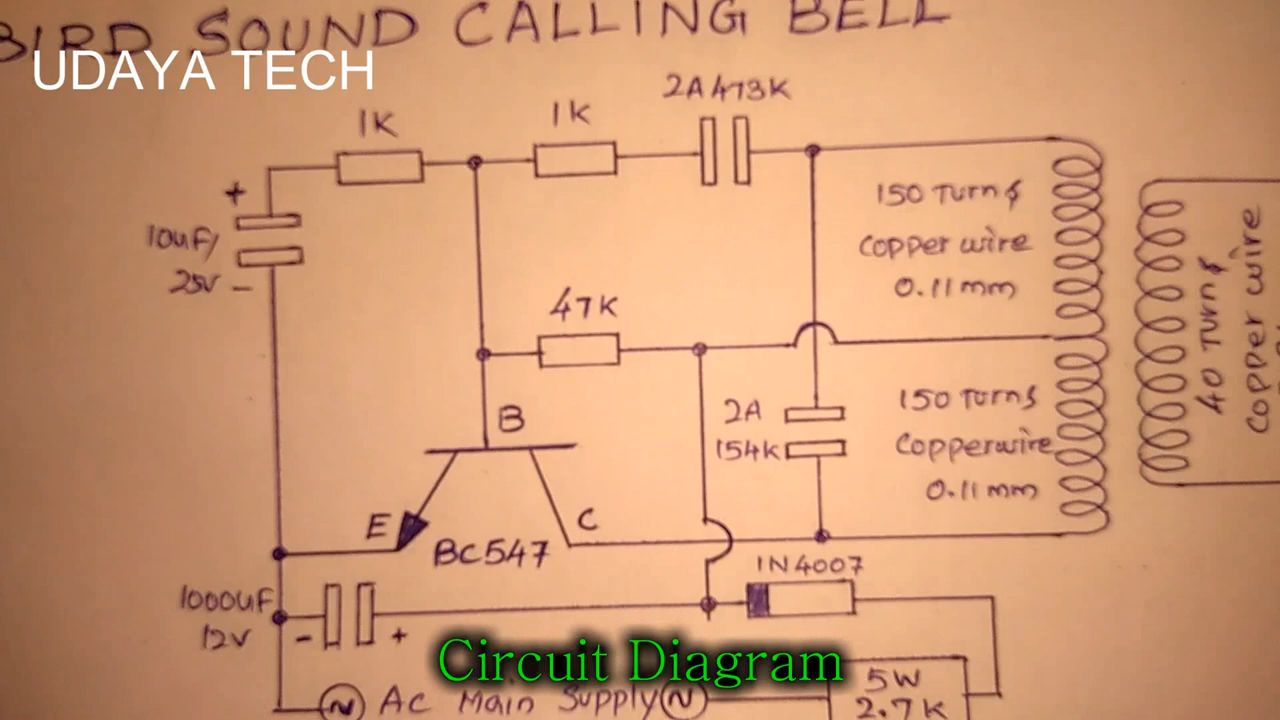 BIRD SOUND CALLING BELL
UDAYA TECH
1K
1K
2A473K
+
10uF/
25V -
150 Turns
copper wire
0.11mm
40 Turns
copper wire
47K
B
2A
154K
150 Turns
Copperwire
0.11mm
E
C
BC547
1N4007
1000UF
12V
- +
Circuit Diagram
Ac Main Supply
5W
2.7K